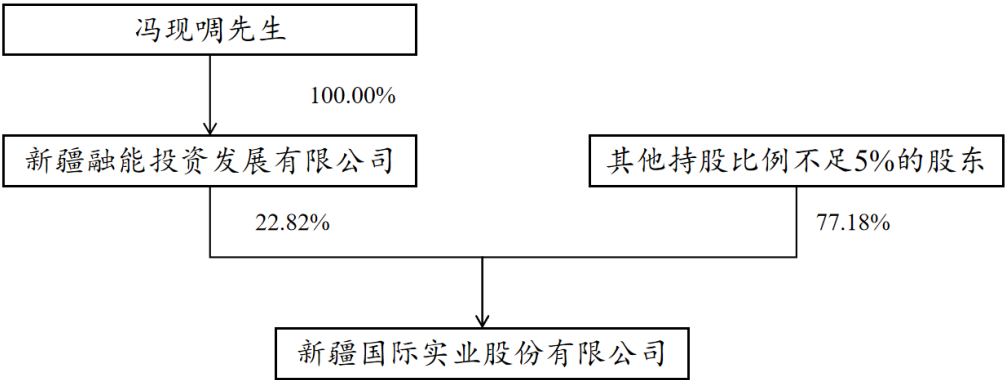 冯现啁先生
100.00%
新疆融能投资发展有限公司
其他持股比例不足5%的股东
22.82%
77.18%
新疆国际实业股份有限公司